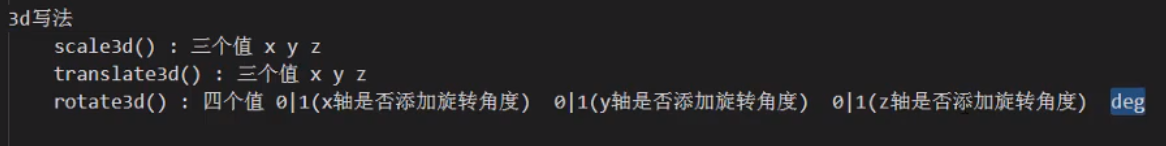 3d写法
scale3d() : 三个值 x y z
translate3d() : 三个值 x y z
rotate3d() : 四个值 0|1(x轴是否添加旋转角度) 0|1(y轴是否添加旋转角度) 0|1(z轴是否添加旋转角度) deg